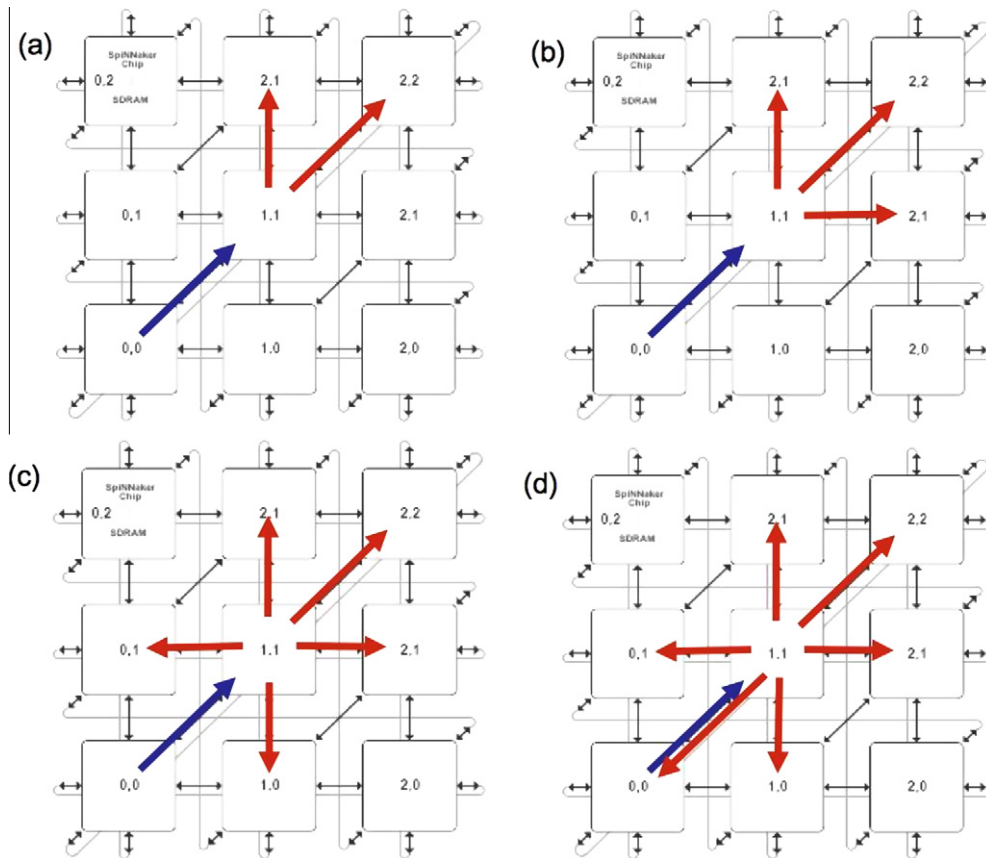 (a)
SpiNNaker
Chip
0,2
SDRAM
2,1
2,2
0,1
1,1
2,1
0,0
1,0
2,0
(b)
SpiNNaker
Chip
0,2
SDRAM
2,1
2,2
0,1
1,1
2,1
0,0
1,0
2,0
(c)
SpiNNaker
Chip
0,2
SDRAM
2,1
2,2
0,1
1,1
2,1
0,0
1,0
2,0
(d)
SpiNNaker
Chip
0,2
SDRAM
2,1
2,2
0,1
1,1
2,1
0,0
1,0
2,0